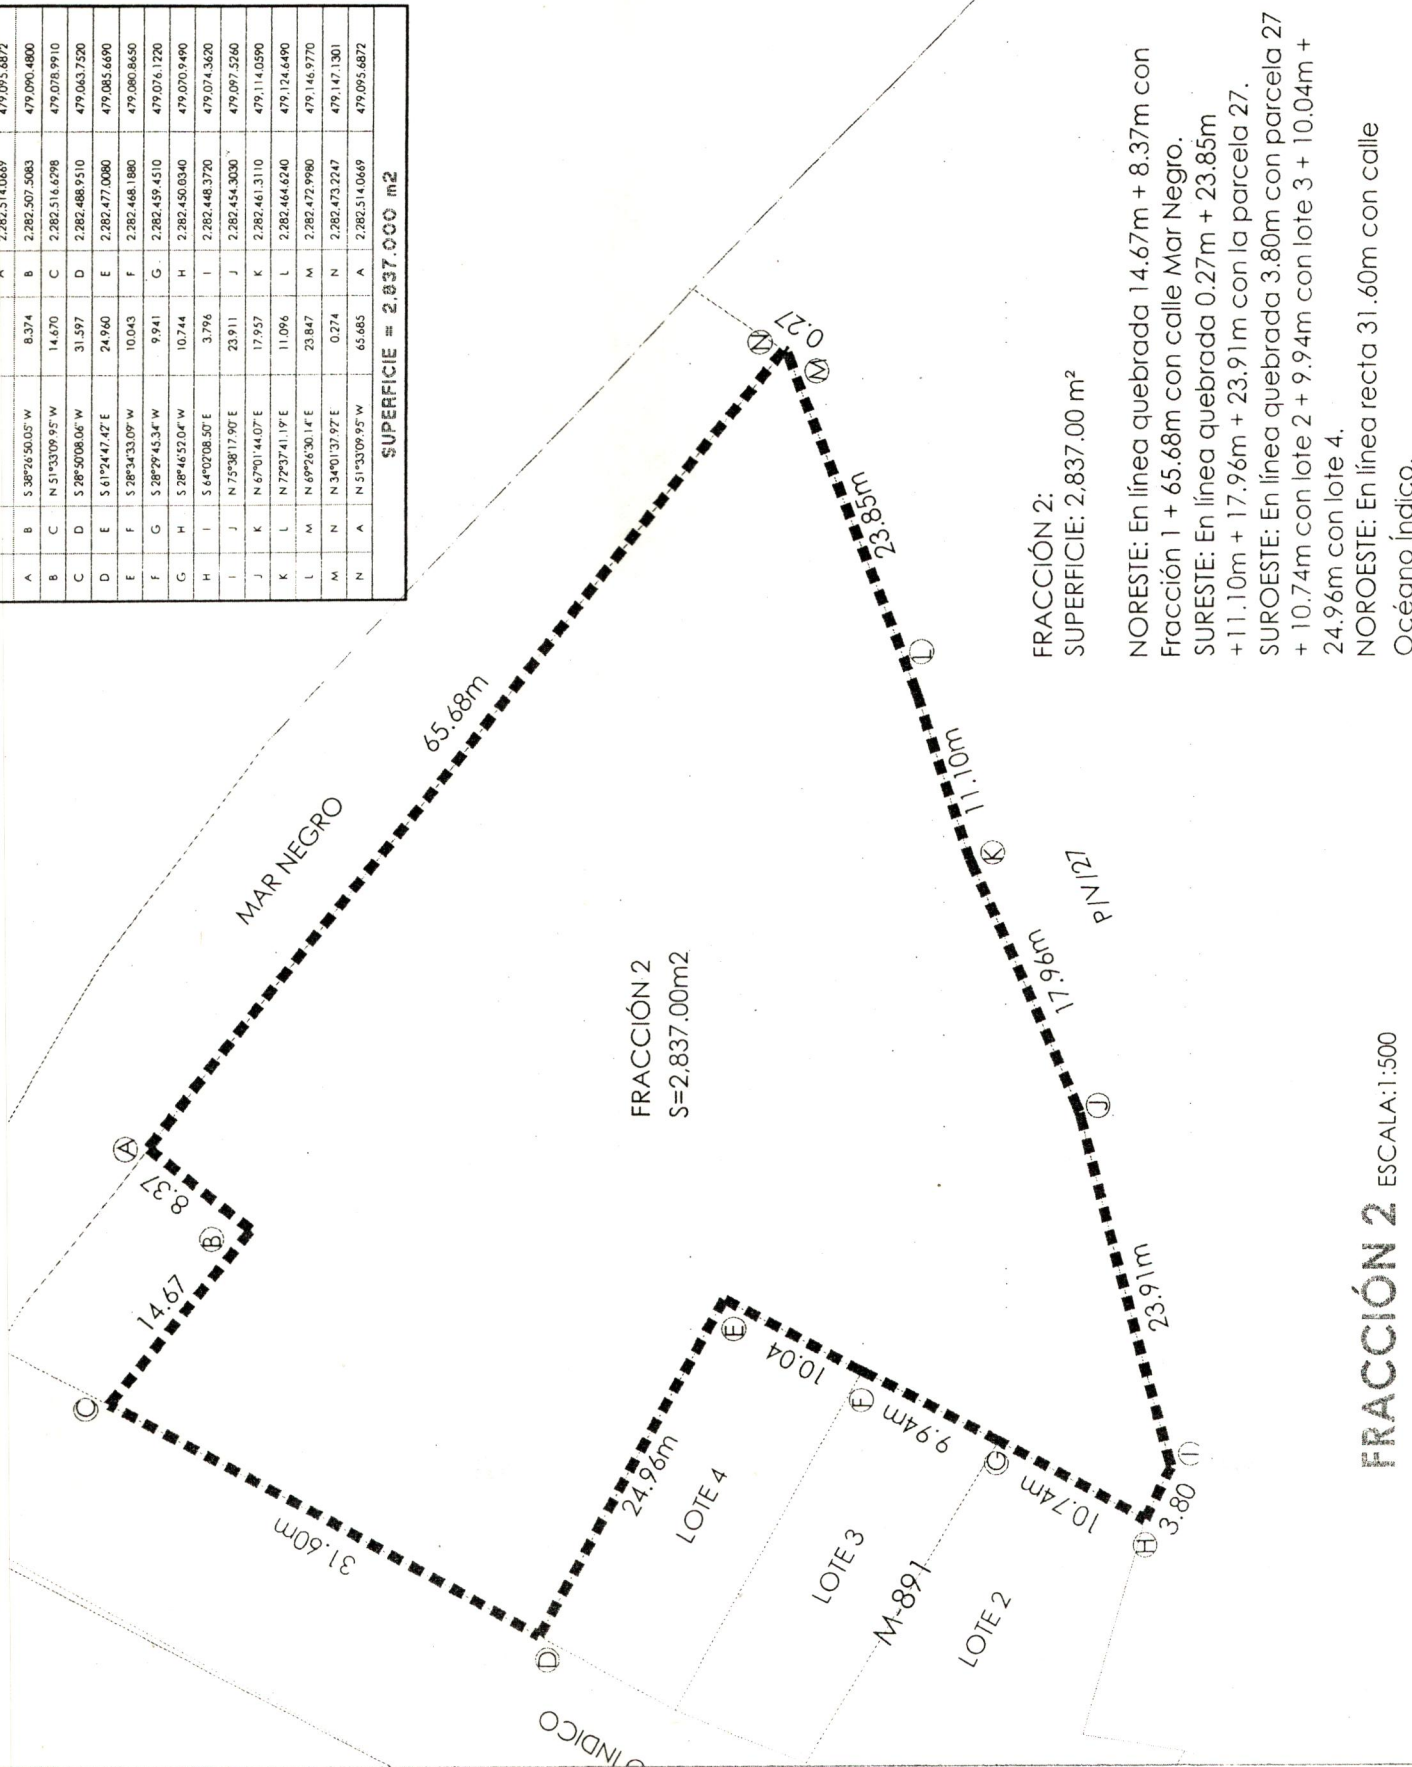 A 2,282,514.0669 479,095.6872
A B S 38°26'50.05" W 8.374 B 2,282,507.5083 479,090.4800
B C N 51°33'09.95" W 14.670 C 2,282,516.6298 479,078.9910
C D S 28°50'08.06" W 31.597 D 2,282,488.9510 479,063.7520
D E S 61°24'47.42" E 24.960 E 2,282,477.0080 479,085.6690
E F S 28°34'33.09" W 10.043 F 2,282,468.1880 479,080.8650
F G S 28°29'45.34" W 9.941 G 2,282,459.4510 479,076.1220
G H S 28°46'52.04" W 10.744 H 2,282,450.0340 479,070.9490
H I S 64°02'08.50" E 3.796 I 2,282,448.3720 479,074.3620
I J N 75°38'17.90" E 23.911 J 2,282,454.3030 479,097.5260
J K N 67°01'44.07" E 17.957 K 2,282,461.3110 479,114.0590
K L N 72°37'41.19" E 11.096 L 2,282,464.6240 479,124.6490
L M N 69°26'30.14" E 23.847 M 2,282,472.9980 479,146.9770
M N N 34°01'37.92" E 0.274 N 2,282,473.2247 479,147.1301
N A N 51°33'09.95" W 65.685 A 2,282,514.0669 479,095.6872
SUPERFICIE = 2,837.000 m2
MAR NEGRO
65.68m
A
8.37
B
14.67
C
31.60m
D
24.96m
E
10.04
F
9.94m
G
10.74m
H
3.80
I
23.91m
J
17.96m
K
11.10m
L
23.85m
M
0.27
N
FRACCIÓN 2
S=2,837.00m2
LOTE 4
LOTE 3
M-891
LOTE 2
INDICO
P/V/27
FRACCIÓN 2:
SUPERFICIE: 2,837.00 m²
NORESTE: En línea quebrada 14.67m + 8.37m con
Fracción 1 + 65.68m con calle Mar Negro.
SURESTE: En línea quebrada 0.27m + 23.85m
+11.10m + 17.96m + 23.91m con la parcela 27.
SUROESTE: En línea quebrada 3.80m con parcela 27
+ 10.74m con lote 2 + 9.94m con lote 3 + 10.04m +
24.96m con lote 4.
NOROESTE: En línea recta 31.60m con calle
Océano Índico.
FRACCIÓN 2 ESCALA:1:500